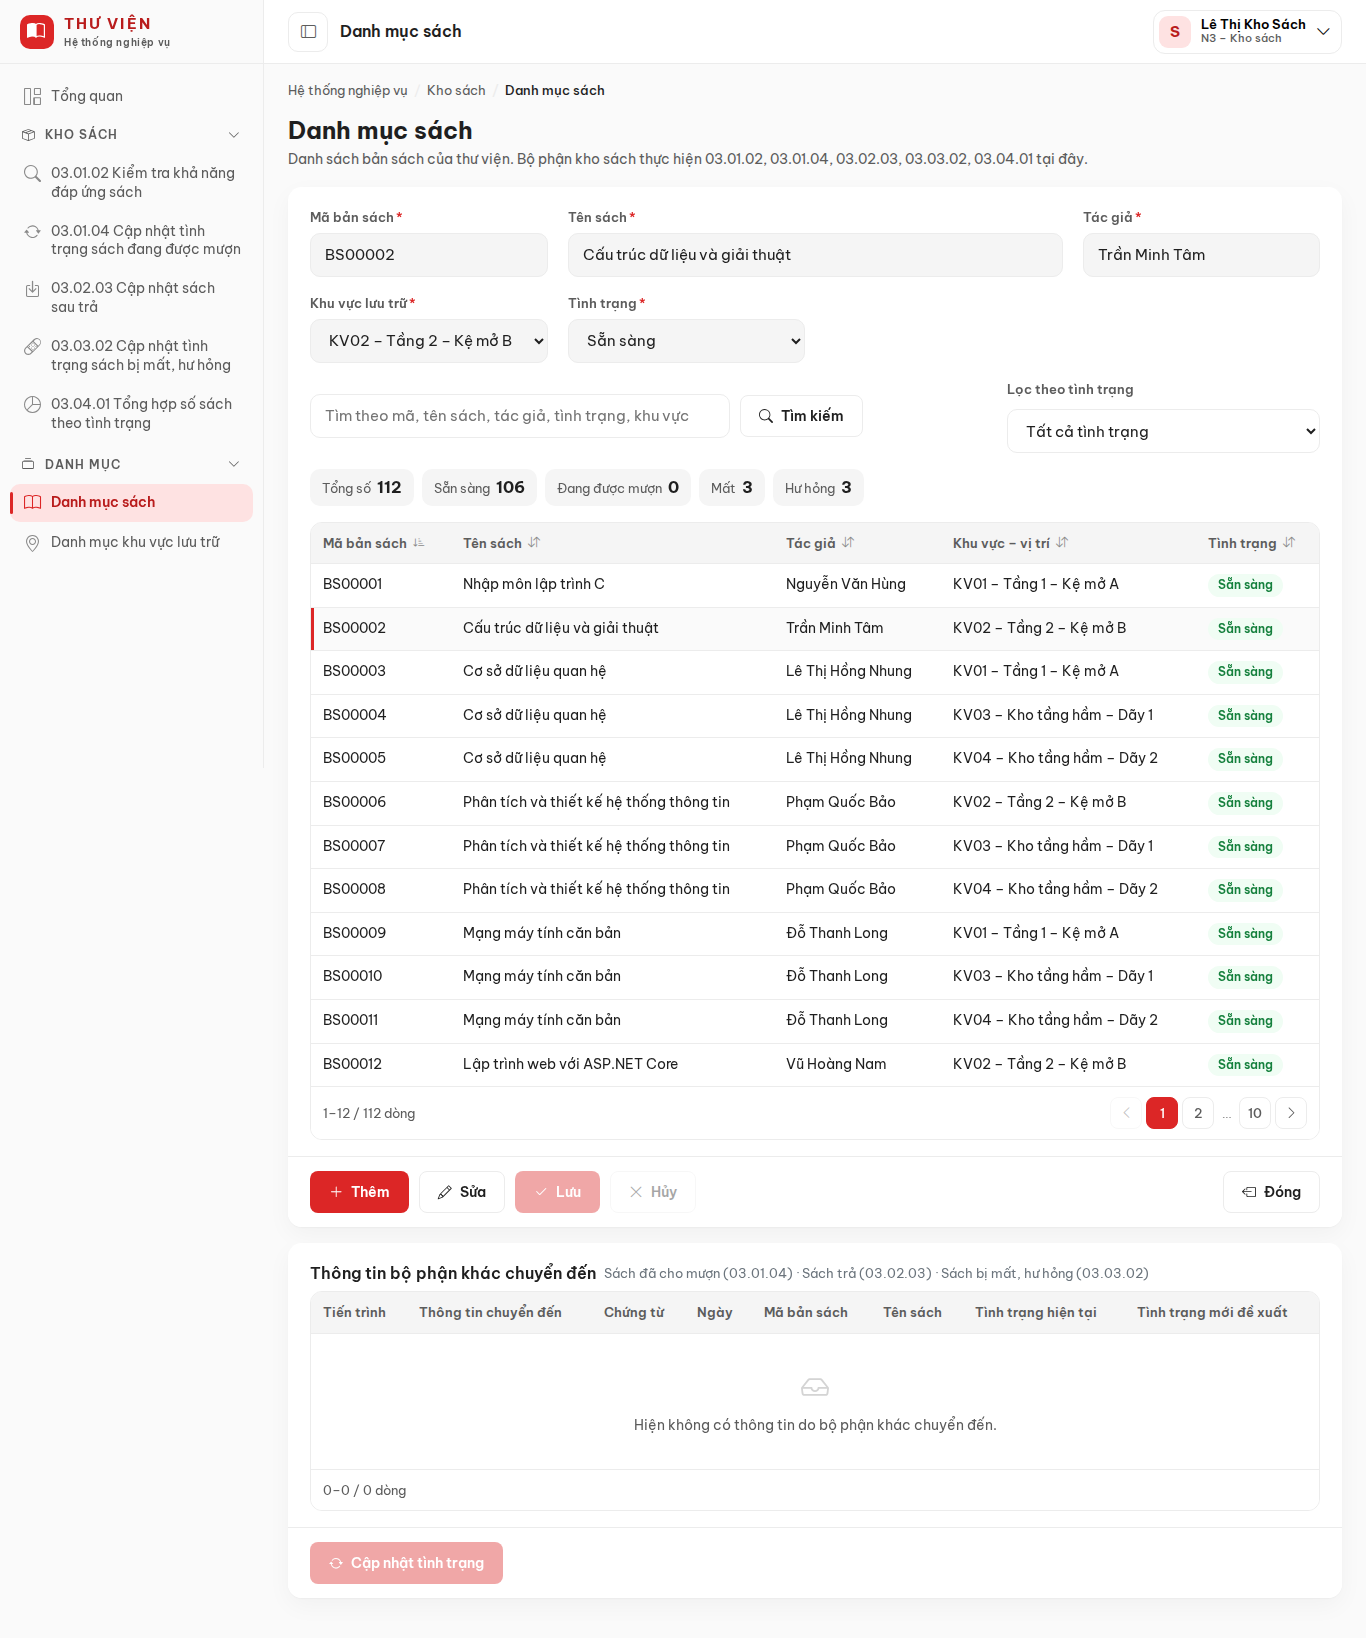 THƯ VIỆN
Hệ thống nghiệp vụ
Danh mục sách
S
Lê Thị Kho Sách
N3 – Kho sách
Tổng quan
KHO SÁCH
03.01.02 Kiểm tra khả năng
đáp ứng sách
03.01.04 Cập nhật tình
trạng sách đang được mượn
03.02.03 Cập nhật sách
sau trả
03.03.02 Cập nhật tình
trạng sách bị mất, hư hỏng
03.04.01 Tổng hợp số sách
theo tình trạng
DANH MỤC
Danh mục sách
Danh mục khu vực lưu trữ
Hệ thống nghiệp vụ / Kho sách / Danh mục sách
Danh mục sách
Danh sách bản sách của thư viện. Bộ phận kho sách thực hiện 03.01.02, 03.01.04, 03.02.03, 03.03.02, 03.04.01 tại đây.
Mã bản sách * Tên sách * Tác giả *
BS00002 Cấu trúc dữ liệu và giải thuật Trần Minh Tâm
Khu vực lưu trữ * Tình trạng *
KV02 – Tầng 2 – Kệ mở B Sẵn sàng
Lọc theo tình trạng
Tìm theo mã, tên sách, tác giả, tình trạng, khu vực Tìm kiếm Tất cả tình trạng
Tổng số 112 Sẵn sàng 106 Đang được mượn 0 Mất 3 Hư hỏng 3
Mã bản sách Tên sách Tác giả Khu vực – vị trí Tình trạng
BS00001 Nhập môn lập trình C Nguyễn Văn Hùng KV01 – Tầng 1 – Kệ mở A Sẵn sàng
BS00002 Cấu trúc dữ liệu và giải thuật Trần Minh Tâm KV02 – Tầng 2 – Kệ mở B Sẵn sàng
BS00003 Cơ sở dữ liệu quan hệ Lê Thị Hồng Nhung KV01 – Tầng 1 – Kệ mở A Sẵn sàng
BS00004 Cơ sở dữ liệu quan hệ Lê Thị Hồng Nhung KV03 – Kho tầng hầm – Dãy 1 Sẵn sàng
BS00005 Cơ sở dữ liệu quan hệ Lê Thị Hồng Nhung KV04 – Kho tầng hầm – Dãy 2 Sẵn sàng
BS00006 Phân tích và thiết kế hệ thống thông tin Phạm Quốc Bảo KV02 – Tầng 2 – Kệ mở B Sẵn sàng
BS00007 Phân tích và thiết kế hệ thống thông tin Phạm Quốc Bảo KV03 – Kho tầng hầm – Dãy 1 Sẵn sàng
BS00008 Phân tích và thiết kế hệ thống thông tin Phạm Quốc Bảo KV04 – Kho tầng hầm – Dãy 2 Sẵn sàng
BS00009 Mạng máy tính căn bản Đỗ Thanh Long KV01 – Tầng 1 – Kệ mở A Sẵn sàng
BS00010 Mạng máy tính căn bản Đỗ Thanh Long KV03 – Kho tầng hầm – Dãy 1 Sẵn sàng
BS00011 Mạng máy tính căn bản Đỗ Thanh Long KV04 – Kho tầng hầm – Dãy 2 Sẵn sàng
BS00012 Lập trình web với ASP.NET Core Vũ Hoàng Nam KV02 – Tầng 2 – Kệ mở B Sẵn sàng
1–12 / 112 dòng 1 2 … 10
Thêm Sửa Lưu Hủy Đóng
Thông tin bộ phận khác chuyển đến Sách đã cho mượn (03.01.04) · Sách trả (03.02.03) · Sách bị mất, hư hỏng (03.03.02)
Tiến trình Thông tin chuyển đến Chứng từ Ngày Mã bản sách Tên sách Tình trạng hiện tại Tình trạng mới đề xuất
Hiện không có thông tin do bộ phận khác chuyển đến.
0–0 / 0 dòng
Cập nhật tình trạng